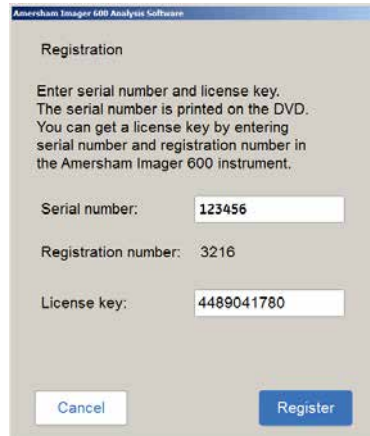 Amersham Imager 600 Analysis Software
Registration
Enter serial number and license key.
The serial number is printed on the DVD.
You can get a license key by entering
serial number and registration number in
the Amersham Imager 600 instrument.
Serial number: 123456
Registration number: 3216
License key: 4489041780
Cancel Register